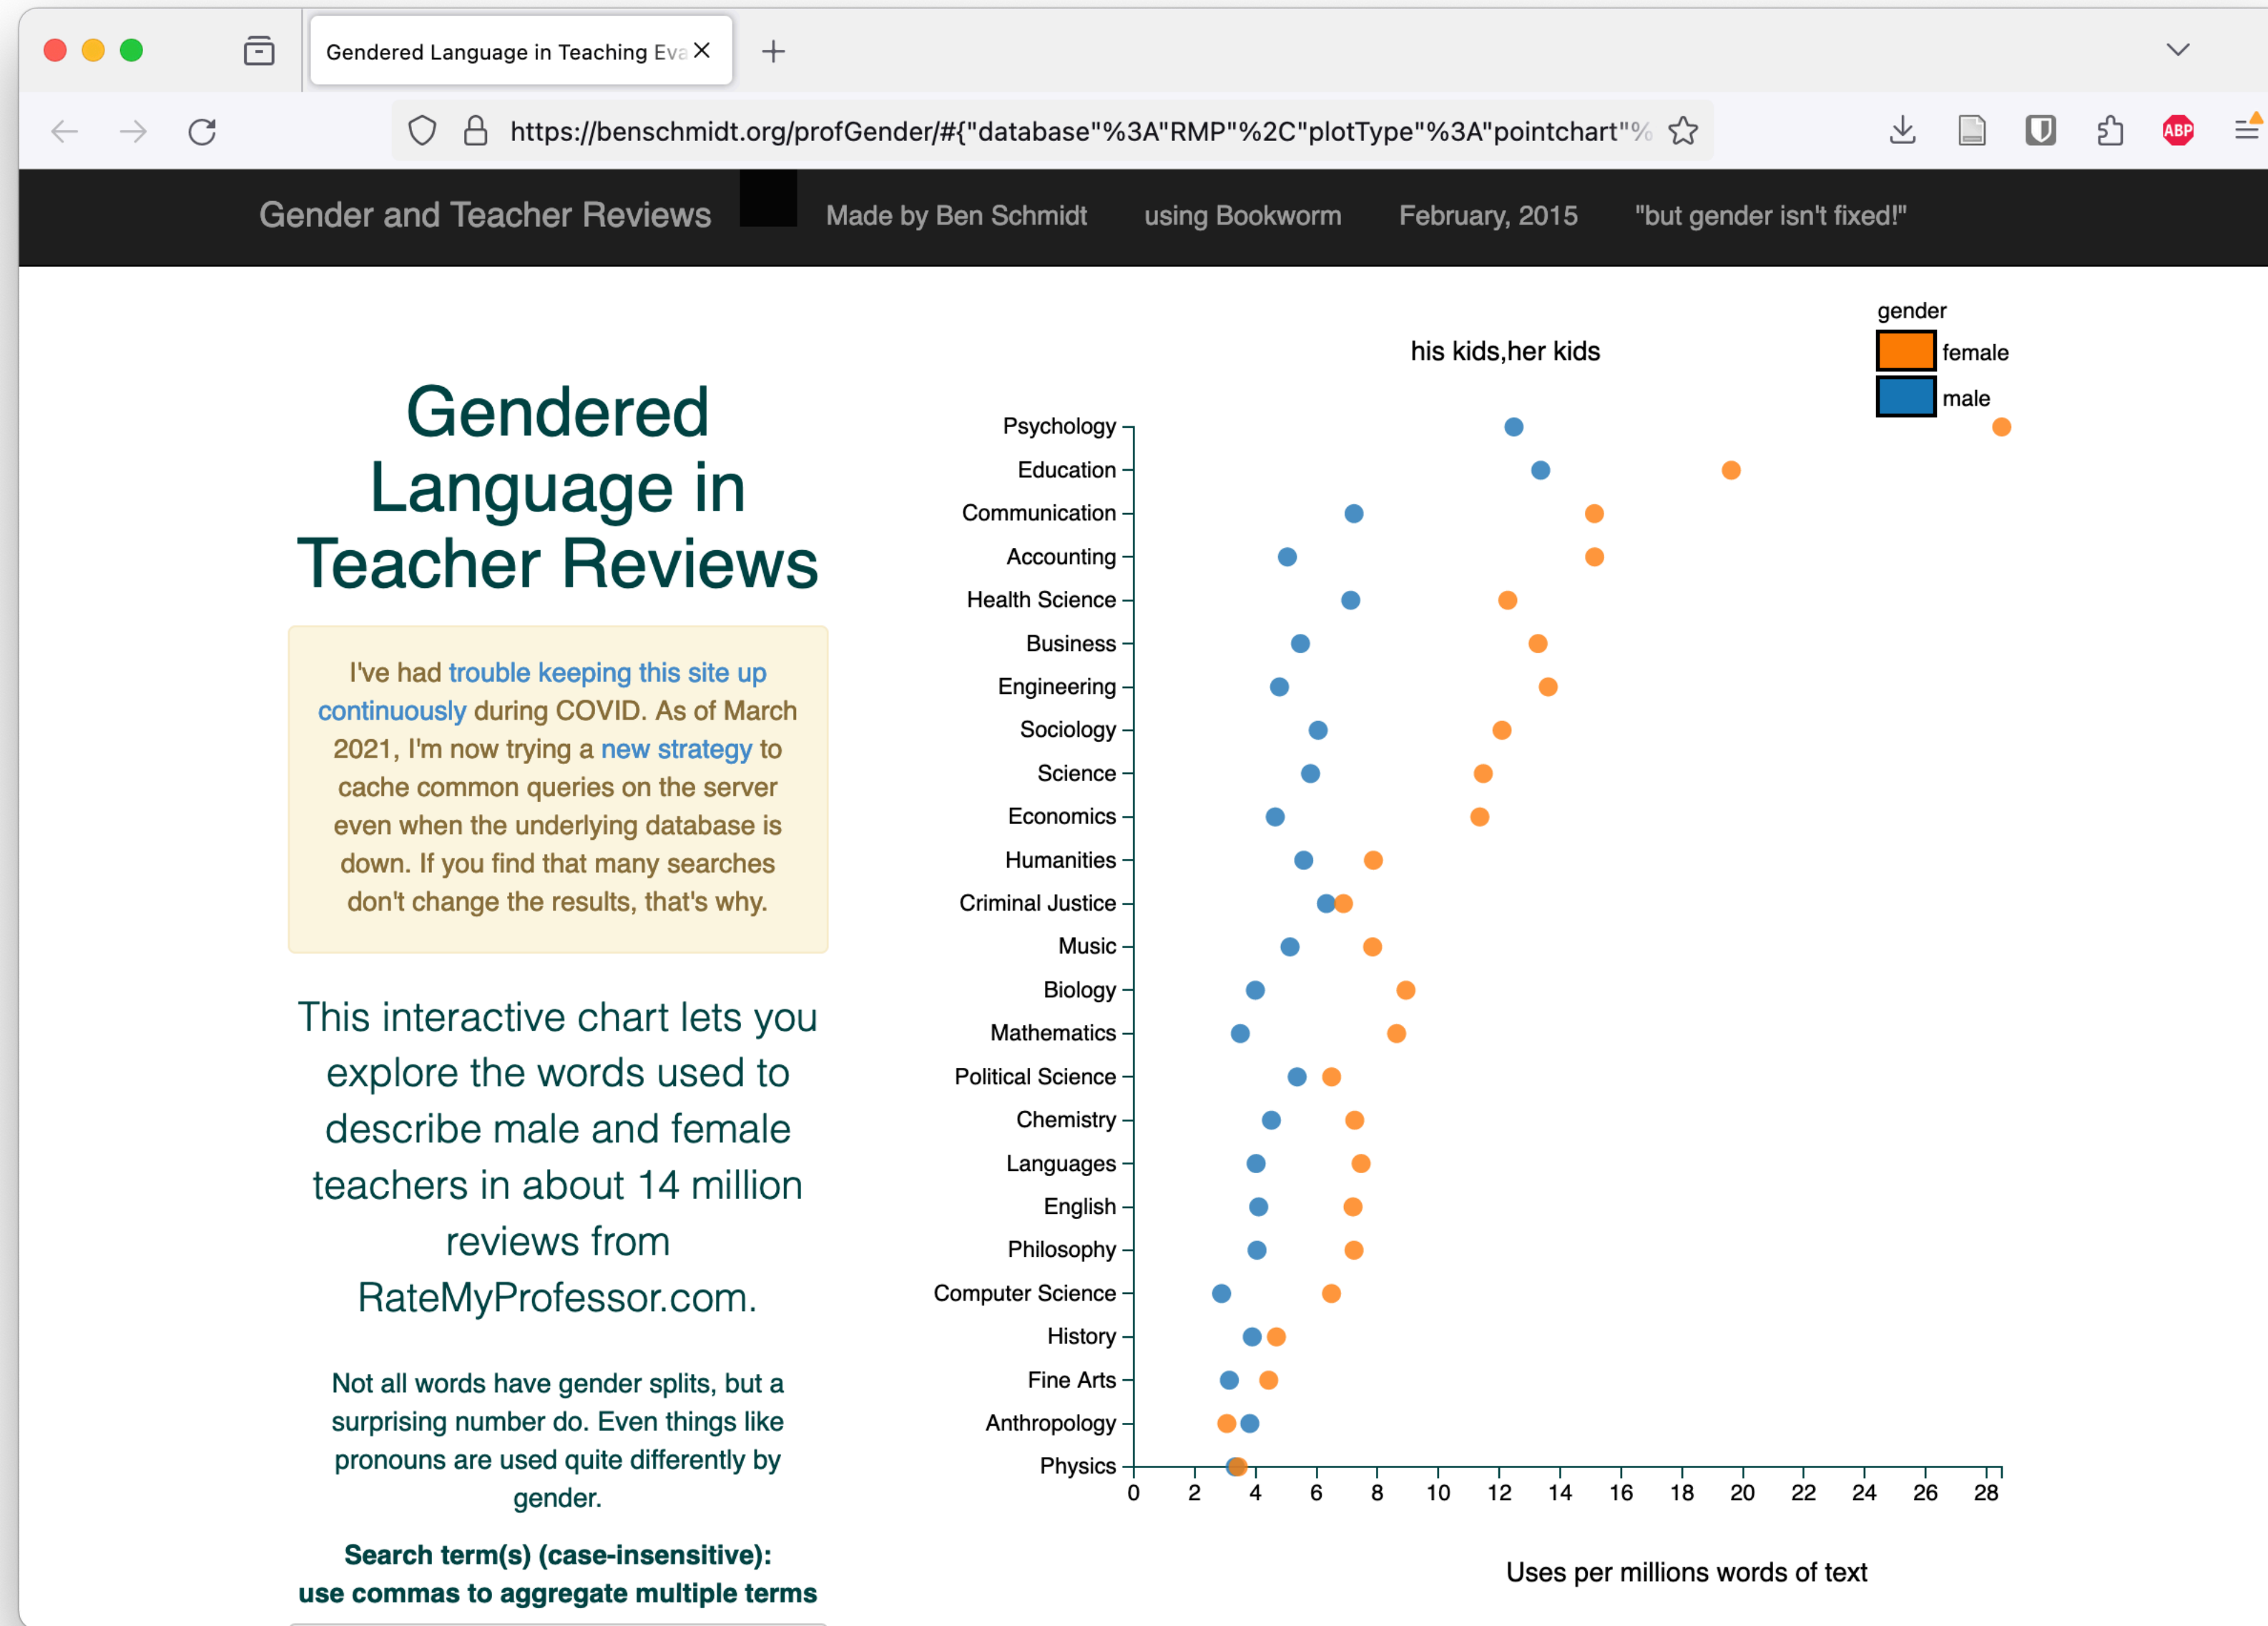 Gendered Language in Teaching Eva
https://benschmidt.org/profGender/#{"database"%3A"RMP"%2C"plotType"%3A"pointchart"%
ABP
Gender and Teacher Reviews
Made by Ben Schmidt
using Bookworm
February, 2015
"but gender isn't fixed!"
Gendered
Language in
Teacher Reviews
I've had trouble keeping this site up
continuously during COVID. As of March
2021, I'm now trying a new strategy to
cache common queries on the server
even when the underlying database is
down. If you find that many searches
don't change the results, that's why.
This interactive chart lets you
explore the words used to
describe male and female
teachers in about 14 million
reviews from
RateMyProfessor.com.
Not all words have gender splits, but a
surprising number do. Even things like
pronouns are used quite differently by
gender.
Search term(s) (case-insensitive):
use commas to aggregate multiple terms
his kids,her kids
gender
female
male
Psychology
Education
Communication
Accounting
Health Science
Business
Engineering
Sociology
Science
Economics
Humanities
Criminal Justice
Music
Biology
Mathematics
Political Science
Chemistry
Languages
English
Philosophy
Computer Science
History
Fine Arts
Anthropology
Physics
0 2 4 6 8 10 12 14 16 18 20 22 24 26 28
Uses per millions words of text